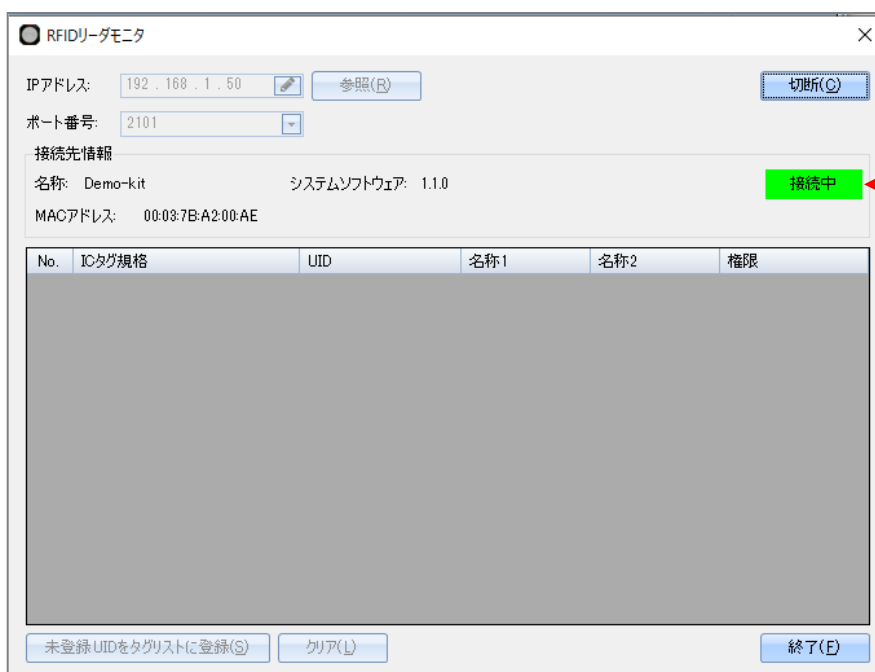 RFIDリーダモニタ
IPアドレス: 192 . 168 . 1 . 50 参照(R) 切断(C)
ポート番号: 2101
接続先情報
名称: Demo-kit システムソフトウェア: 1.1.0 接続中
MACアドレス: 00:03:7B:A2:00:AE
No. ICタグ規格 UID 名称1 名称2 権限
未登録UIDをタグリストに登録(S) クリア(L) 終了(F)